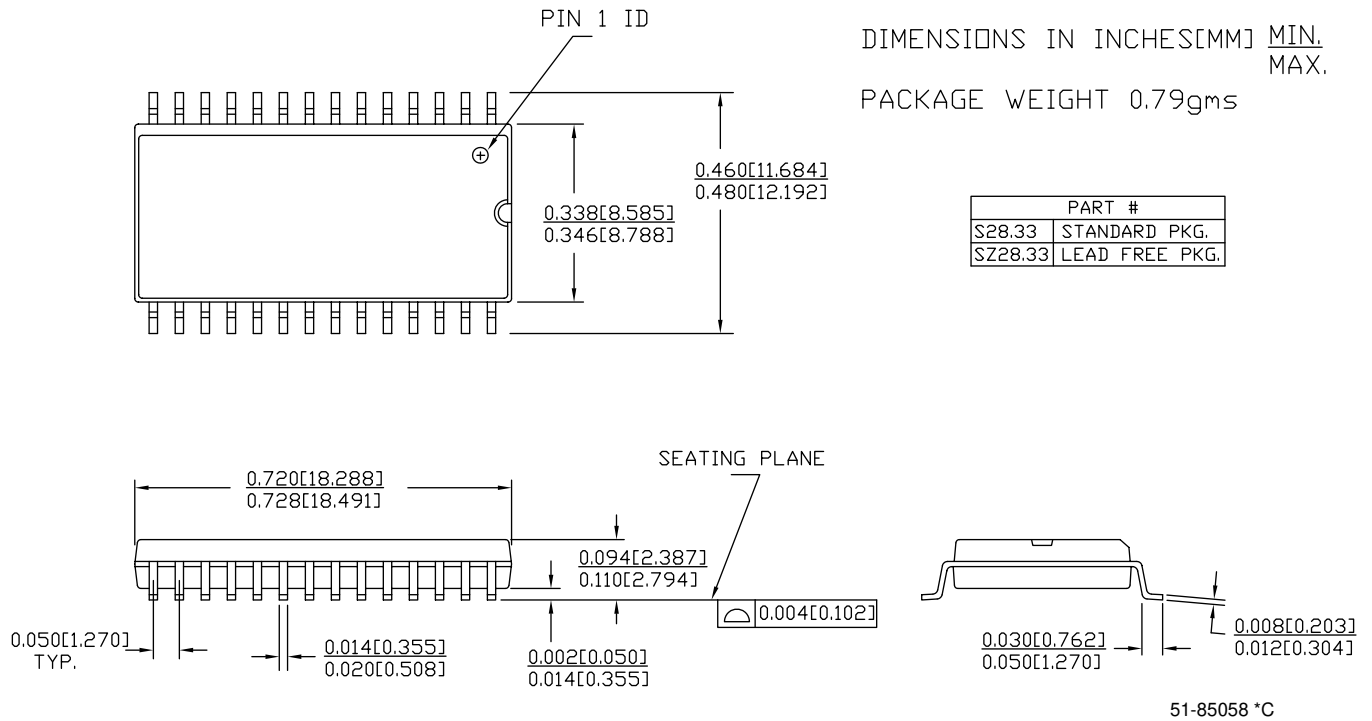 PIN 1 ID
DIMENSIONS IN INCHES[MM] MIN.
MAX.
PACKAGE WEIGHT 0.79gms
0.460[11.684]
0.480[12.192]
0.338[8.585]
0.346[8.788]
PART #
S28.33 STANDARD PKG.
SZ28.33 LEAD FREE PKG.
SEATING PLANE
0.720[18.288]
0.728[18.491]
0.094[2.387]
0.110[2.794]
0.004[0.102]
0.050[1.270]
TYP.
0.014[0.355]
0.020[0.508]
0.002[0.050]
0.014[0.355]
0.030[0.762]
0.050[1.270]
0.008[0.203]
0.012[0.304]
51-85058 *C